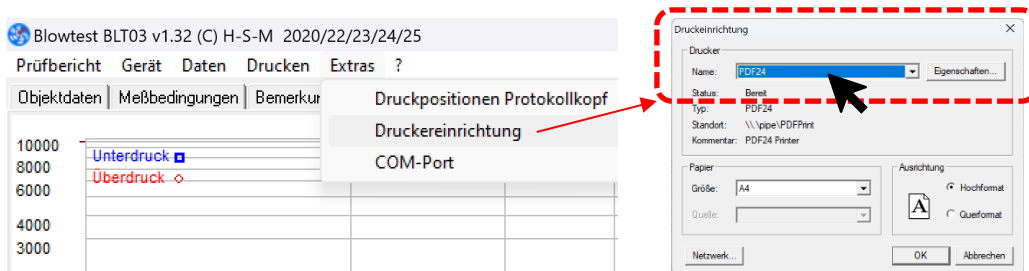 Blowtest BLT03 v1.32 (C) H-S-M 2020/22/23/24/25
Prüfbericht Gerät Daten Drucken Extras ?
Objektdaten Meßbedingungen Bemerkun
Druckpositionen Protokollkopf
Druckereinrichtung
COM-Port
10000
8000
6000
4000
3000
Unterdruck
Überdruck
Druckeinrichtung
Drucker
Name: PDF24 Eigenschaften...
Status: Bereit
Typ: PDF24
Standort: \\.\pipe\PDFPrint
Kommentar: PDF24 Printer
Papier
Größe: A4
Quelle:
Ausrichtung
A
Hochformat
Querformat
Netzwerk...
OK Abbrechen